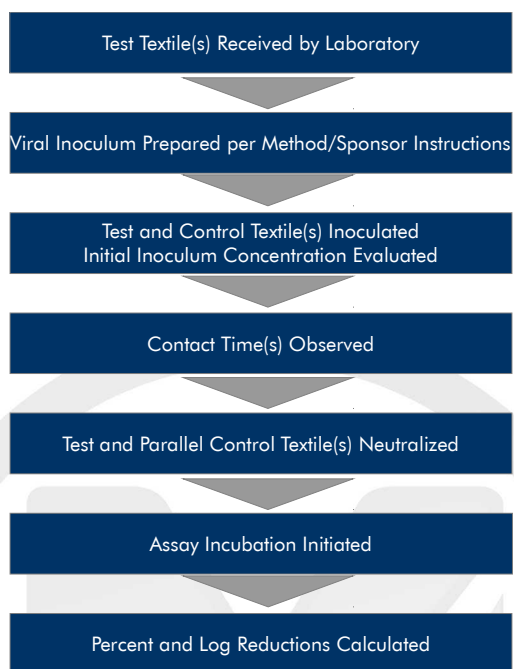 Test Textile(s) Received by Laboratory
Viral Inoculum Prepared per Method/Sponsor Instructions
Test and Control Textile(s) Inoculated
Initial Inoculum Concentration Evaluated
Contact Time(s) Observed
Test and Parallel Control Textile(s) Neutralized
Assay Incubation Initiated
Percent and Log Reductions Calculated